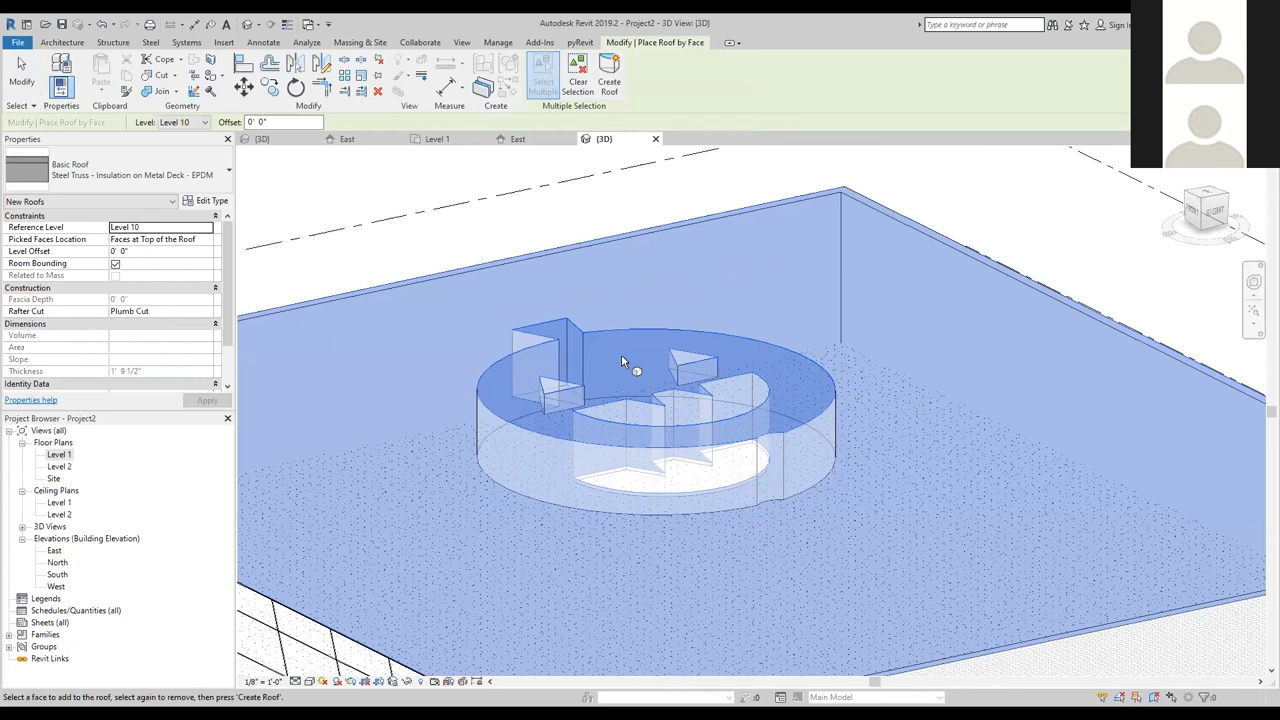 Autodesk Revit 2019.2 - Project2 - 3D View: {3D}
Type a keyword or phrase
Sign In
File Architecture Structure Steel Systems Insert Annotate Analyze Massing & Site Collaborate View Manage Add-Ins pyRevit Modify | Place Roof by Face
Modify
Paste
Cope
Cut
Join
Select Multiple
Clear Selection
Create Roof
Select Properties Clipboard Geometry Modify View Measure Create Multiple Selection
Modify | Place Roof by Face Level: Level 10 Offset: 0' 0"
Properties
{3D} East Level 1 East {3D}
Basic Roof
Steel Truss - Insulation on Metal Deck - EPDM
New Roofs Edit Type
Constraints
Reference Level Level 10
Picked Faces Location Faces at Top of the Roof
Level Offset 0' 0"
Room Bounding
Related to Mass
Construction
Fascia Depth 0' 0"
Rafter Cut Plumb Cut
Dimensions
Volume
Area
Slope
Thickness 1' 9 1/2"
Identity Data
Properties help Apply
Project Browser - Project2
Views (all)
Floor Plans
Level 1
Level 2
Site
Ceiling Plans
Level 1
Level 2
3D Views
Elevations (Building Elevation)
East
North
South
West
Legends
Schedules/Quantities (all)
Sheets (all)
Families
Groups
Revit Links
RIGHT
1/8" = 1'-0"
Select a face to add to the roof, select again to remove, then press 'Create Roof'. :0 Main Model :0